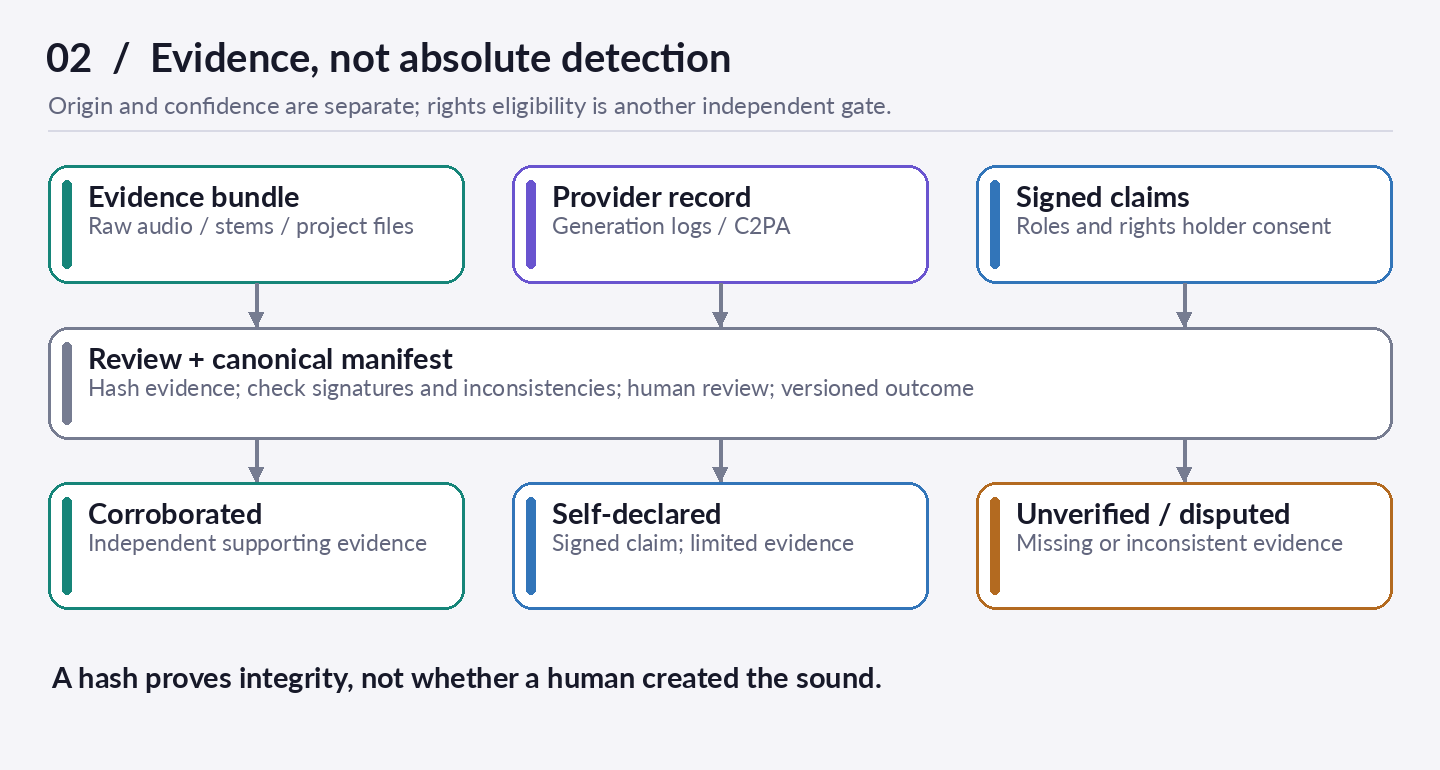 02 / Evidence, not absolute detection
Origin and confidence are separate; rights eligibility is another independent gate.
Evidence bundle
Raw audio / stems / project files
Provider record
Generation logs / C2PA
Signed claims
Roles and rights holder consent
Review + canonical manifest
Hash evidence; check signatures and inconsistencies; human review; versioned outcome
Corroborated
Independent supporting evidence
Self-declared
Signed claim; limited evidence
Unverified / disputed
Missing or inconsistent evidence
A hash proves integrity, not whether a human created the sound.